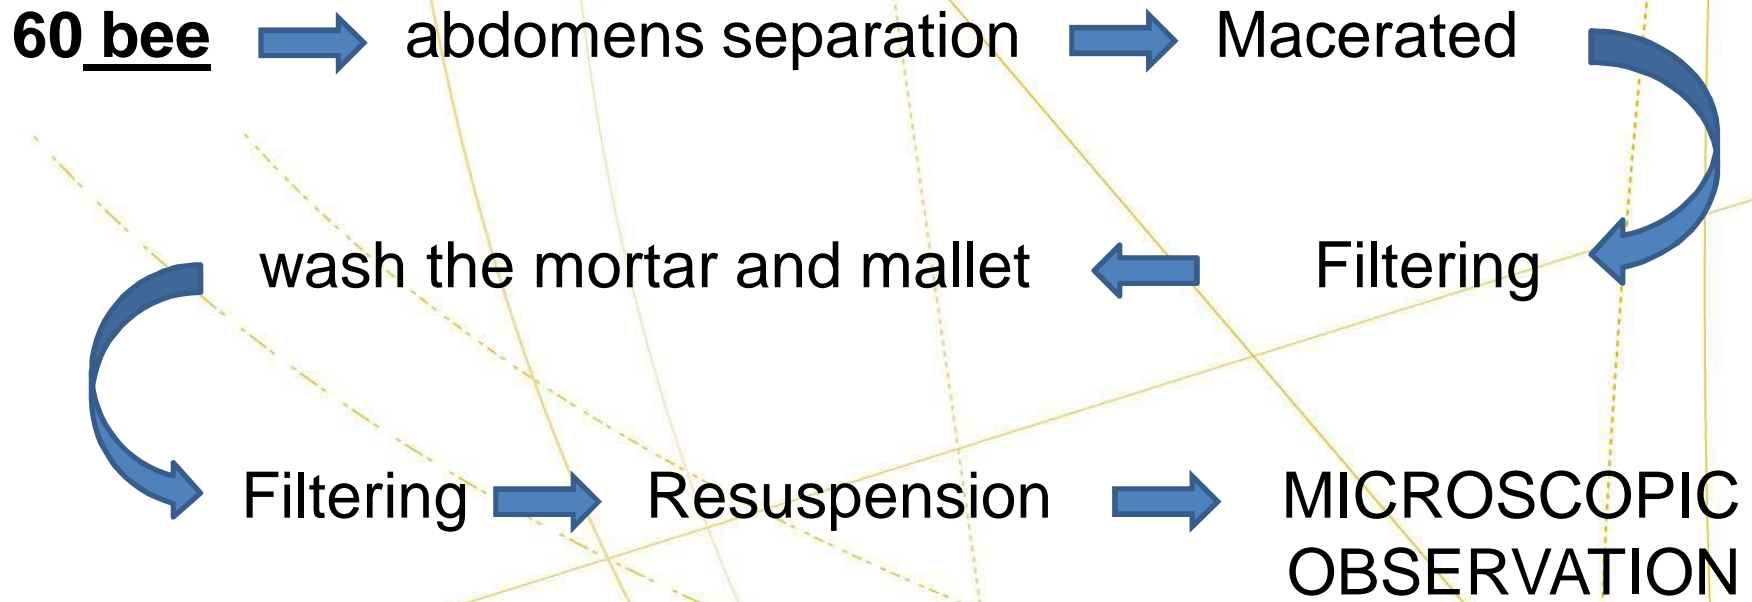 60 bee abdomens separation Macerated
Filtering
wash the mortar and mallet
Filtering Resuspension MICROSCOPIC
OBSERVATION